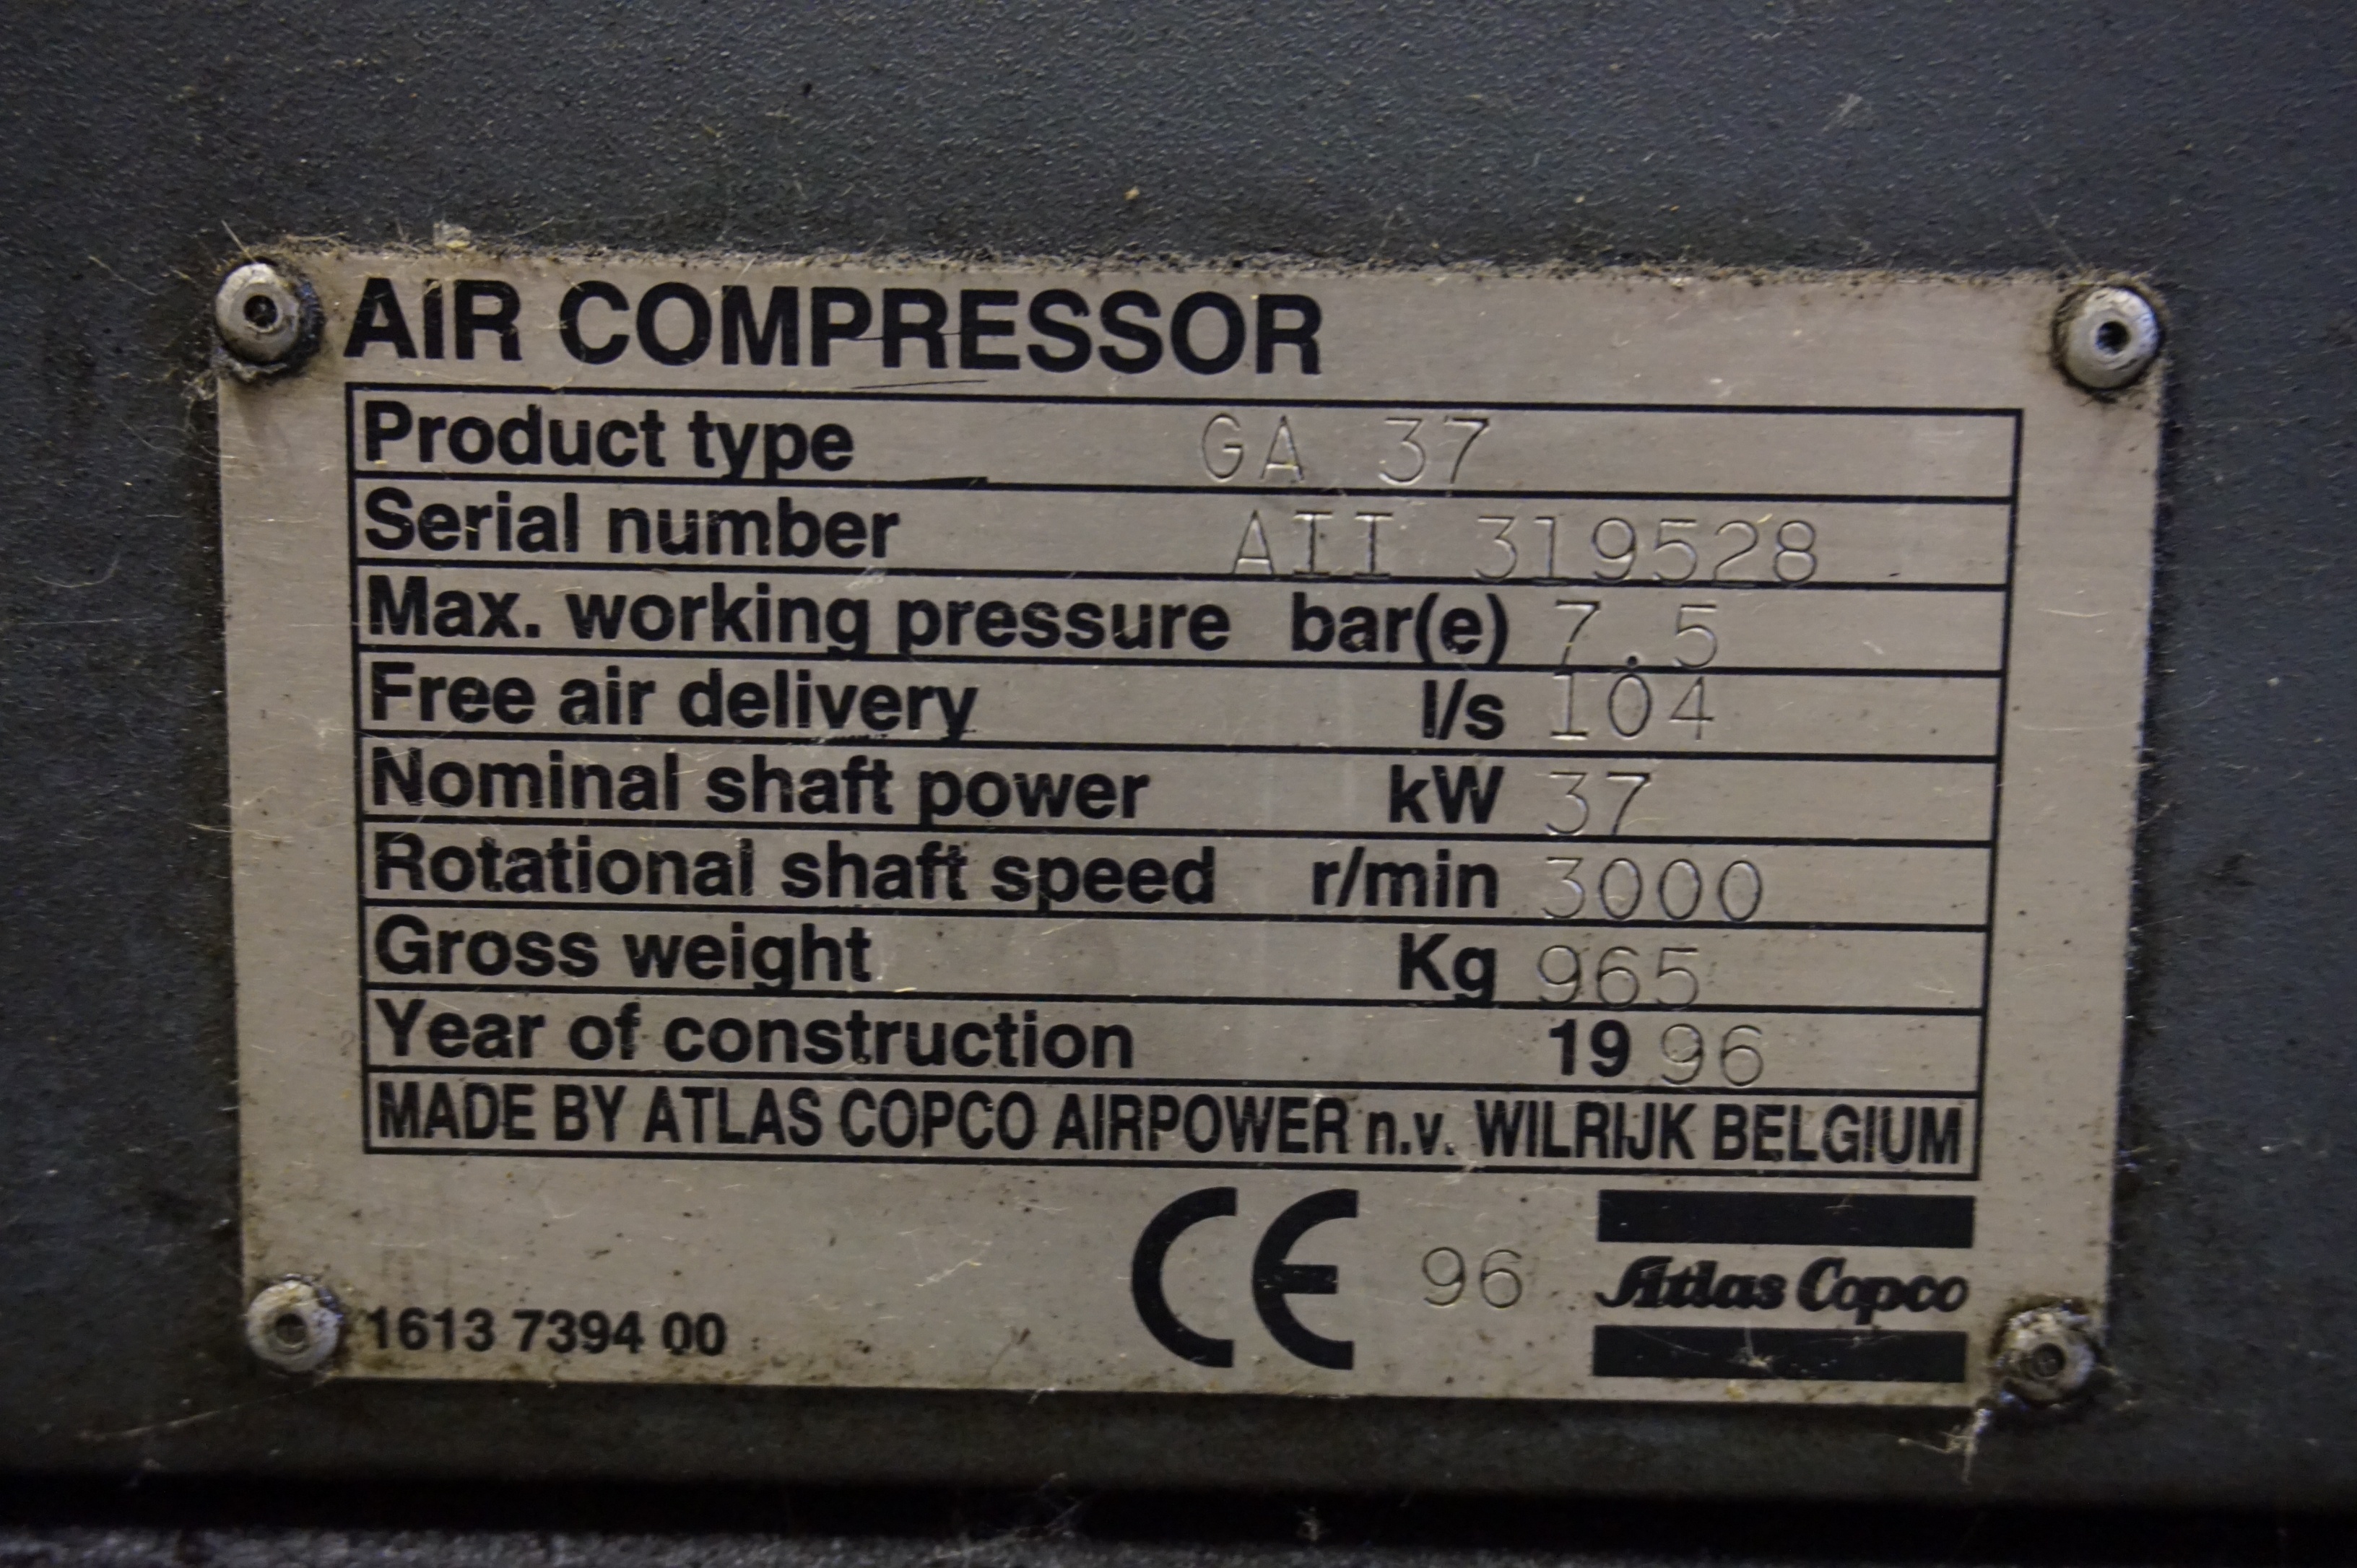 AIR COMPRESSOR
Product type GA 37
Serial number AII 319528
Max. working pressure bar(e) 7.5
Free air delivery l/s 104
Nominal shaft power kW 37
Rotational shaft speed r/min 3000
Gross weight Kg 965
Year of construction 19 96
MADE BY ATLAS COPCO AIRPOWER n.v. WILRIJK BELGIUM
CE 96 Atlas Copco
1613 7394 00